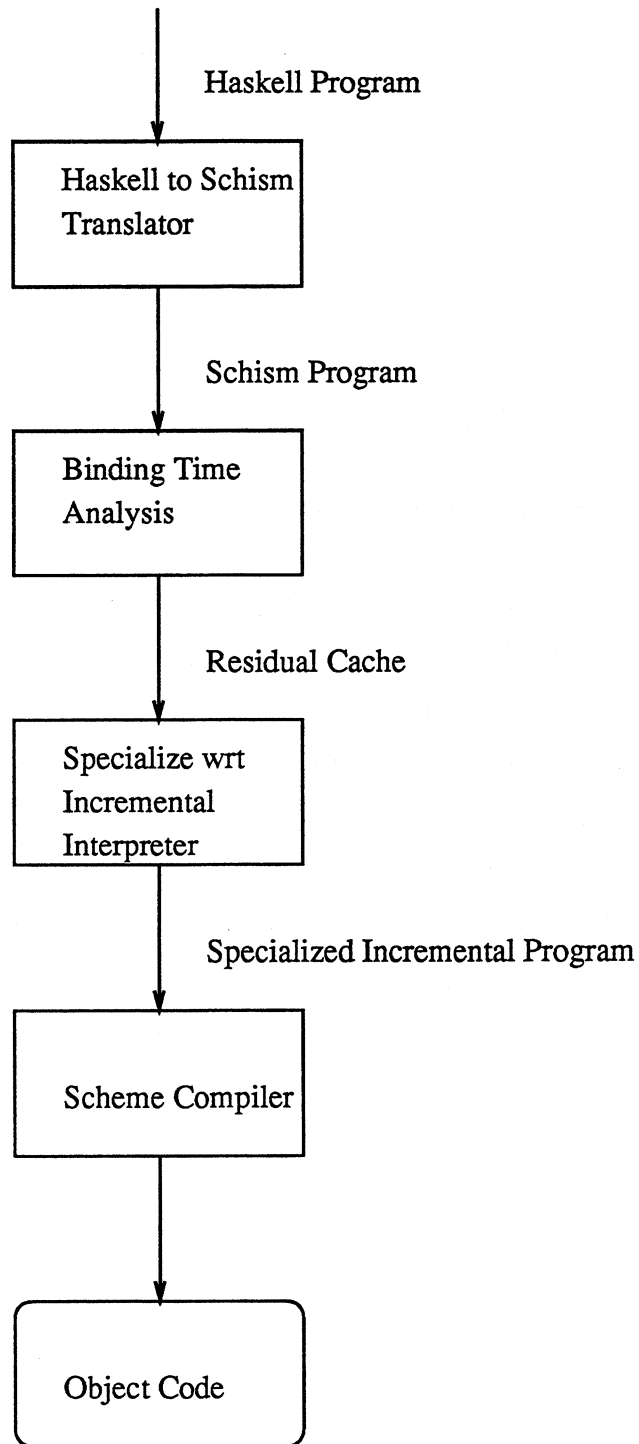 Haskell Program
Haskell to Schism
Translator
Schism Program
Binding Time
Analysis
Residual Cache
Specialize wrt
Incremental
Interpreter
Specialized Incremental Program
Scheme Compiler
Object Code